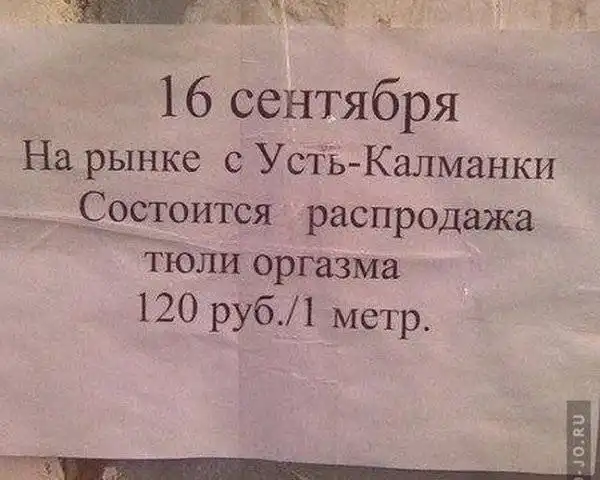 16 сентября
На рынке с Усть-Калманки
Состоится распродажа
тюли оргазма
120 руб./1 метр.